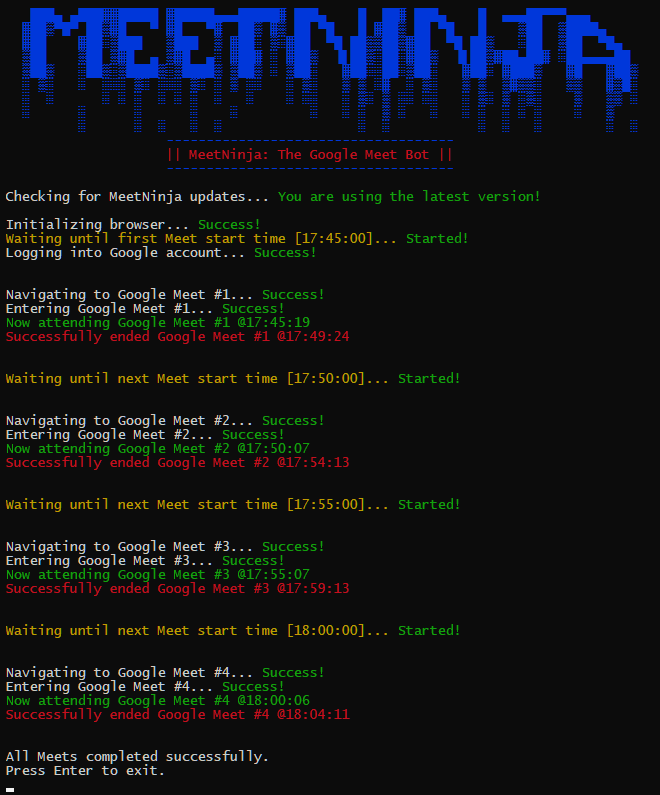 MEETNINJA
|| MeetNinja: The Google Meet Bot ||
Checking for MeetNinja updates... You are using the latest version!
Initializing browser... Success!
Waiting until first Meet start time [17:45:00]... Started!
Logging into Google account... Success!
Navigating to Google Meet #1... Success!
Entering Google Meet #1... Success!
Now attending Google Meet #1 @17:45:19
Successfully ended Google Meet #1 @17:49:24
Waiting until next Meet start time [17:50:00]... Started!
Navigating to Google Meet #2... Success!
Entering Google Meet #2... Success!
Now attending Google Meet #2 @17:50:07
Successfully ended Google Meet #2 @17:54:13
Waiting until next Meet start time [17:55:00]... Started!
Navigating to Google Meet #3... Success!
Entering Google Meet #3... Success!
Now attending Google Meet #3 @17:55:07
Successfully ended Google Meet #3 @17:59:13
Waiting until next Meet start time [18:00:00]... Started!
Navigating to Google Meet #4... Success!
Entering Google Meet #4... Success!
Now attending Google Meet #4 @18:00:06
Successfully ended Google Meet #4 @18:04:11
All Meets completed successfully.
Press Enter to exit.